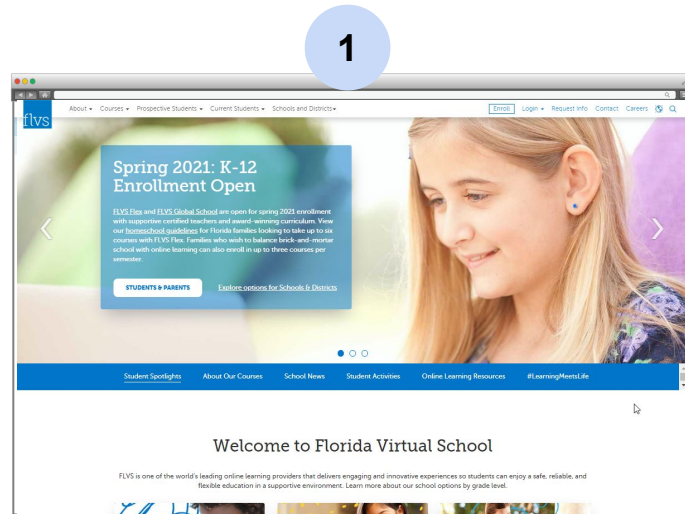 1
flvs
About Courses Prospective Students Current Students Schools and Districts
Enroll Login Request Info Contact Careers
Spring 2021: K-12
Enrollment Open
FLVS Flex and FLVS Global School are open for spring 2021 enrollment
with supportive certified teachers and award-winning curriculum. View
our homeschool guidelines for Florida families looking to take up to six
courses with FLVS Flex. Families who wish to balance brick-and-mortar
school with online learning can also enroll in up to three courses per
semester.
STUDENTS & PARENTS Explore options for Schools & Districts
Student Spotlights About Our Courses School News Student Activities Online Learning Resources #LearningMeetsLife
Welcome to Florida Virtual School
FLVS is one of the world's leading online learning providers that delivers engaging and innovative experiences so students can enjoy a safe, reliable, and
flexible education in a supportive environment. Learn more about our school options by grade level.